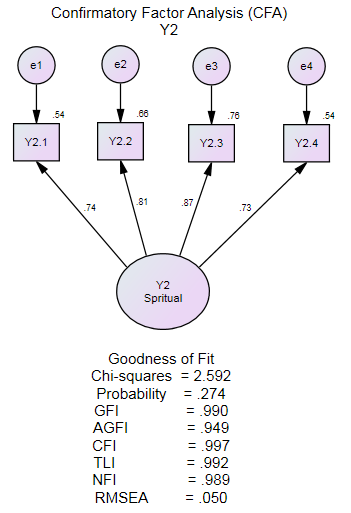 Confirmatory Factor Analysis (CFA)
Y2
e1 e2 e3 e4
.54 .66 .76 .54
Y2.1 Y2.2 Y2.3 Y2.4
.74 .81 .87 .73
Y2
Spritual
Goodness of Fit
Chi-squares = 2.592
Probability = .274
GFI = .990
AGFI = .949
CFI = .997
TLI = .992
NFI = .989
RMSEA = .050